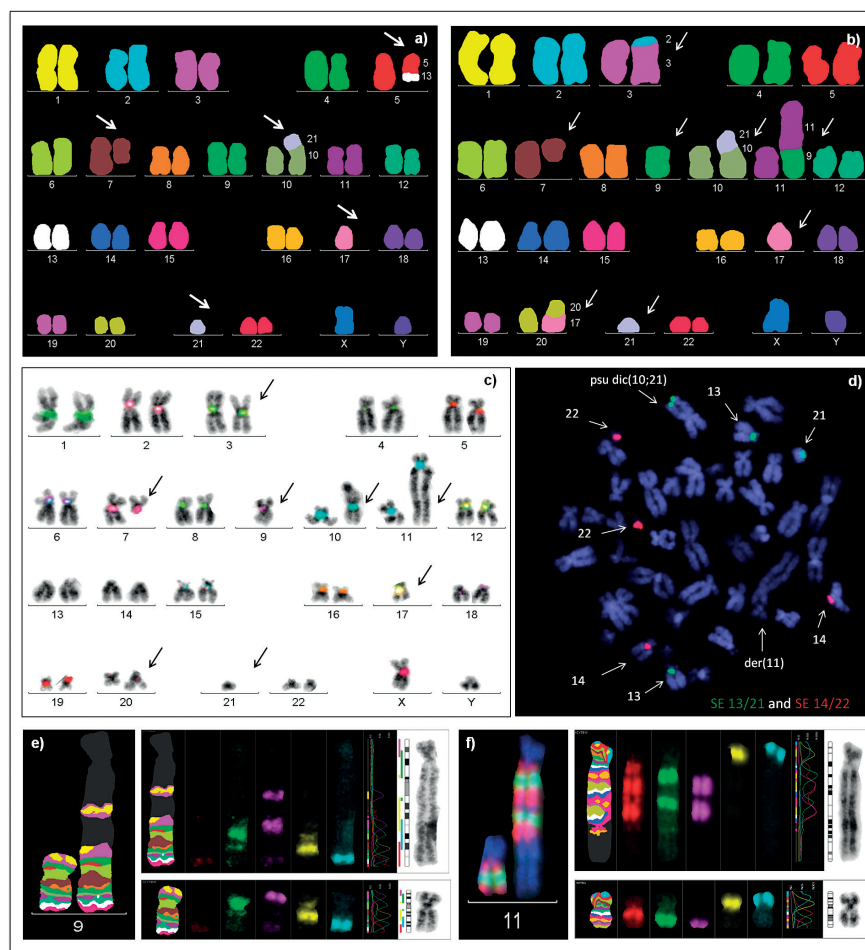 a)
5
13
1 2 3 4 5
21
10
6 7 8 9 10 11 12
13 14 15 16 17 18
19 20 21 22 X Y
b)
2
3
1 2 3 4 5
11
21
10
9
6 7 8 9 10 11 12
13 14 15 16 17 18
20
17
19 20 21 22 X Y
c)
1 2 3 4 5
6 7 8 9 10 11 12
13 14 15 16 17 18
19 20 21 22 X Y
d)
psu dic(10;21)
13
21
22
22
14
14
13
der(11)
SE 13/21 and SE 14/22
e)
9
f)
11